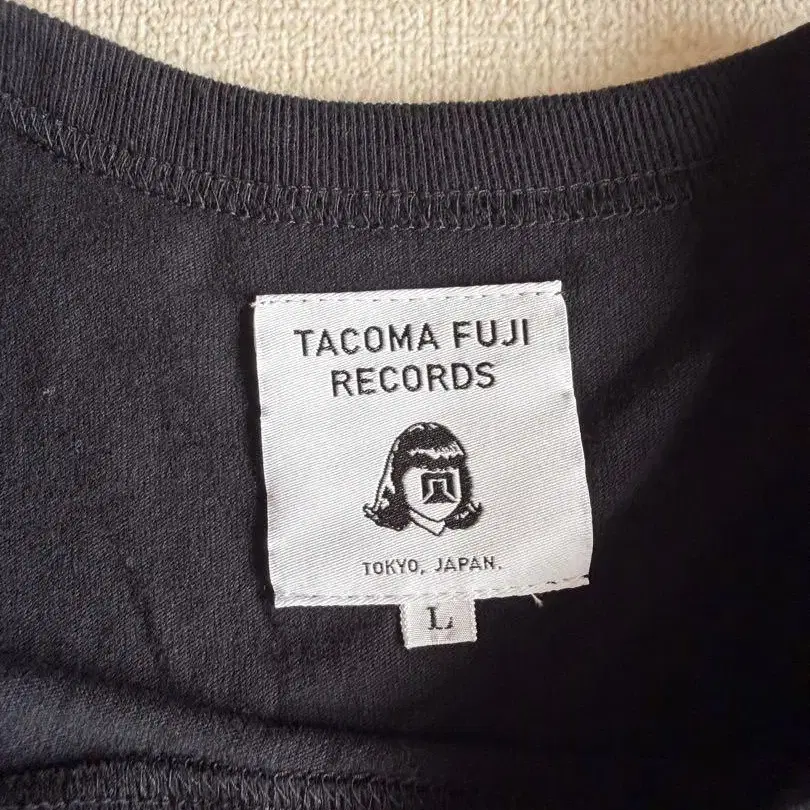 TACOMA FUJI
RECORDS
TOKYO, JAPAN.
L